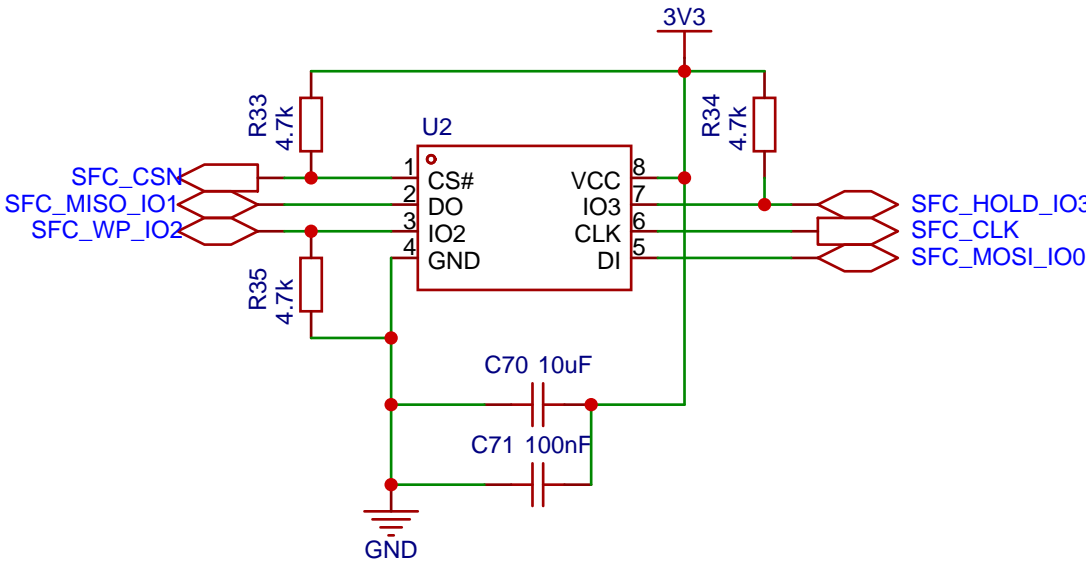 3V3
R33
4.7k
R34
4.7k
U2
SFC_CSN
1
CS#
VCC
8
SFC_MISO_IO1
2
DO
IO3
7
SFC_HOLD_IO3
SFC_WP_IO2
3
IO2
CLK
6
SFC_CLK
4
GND
DI
5
SFC_MOSI_IO0
R35
4.7k
C70 10uF
C71 100nF
GND